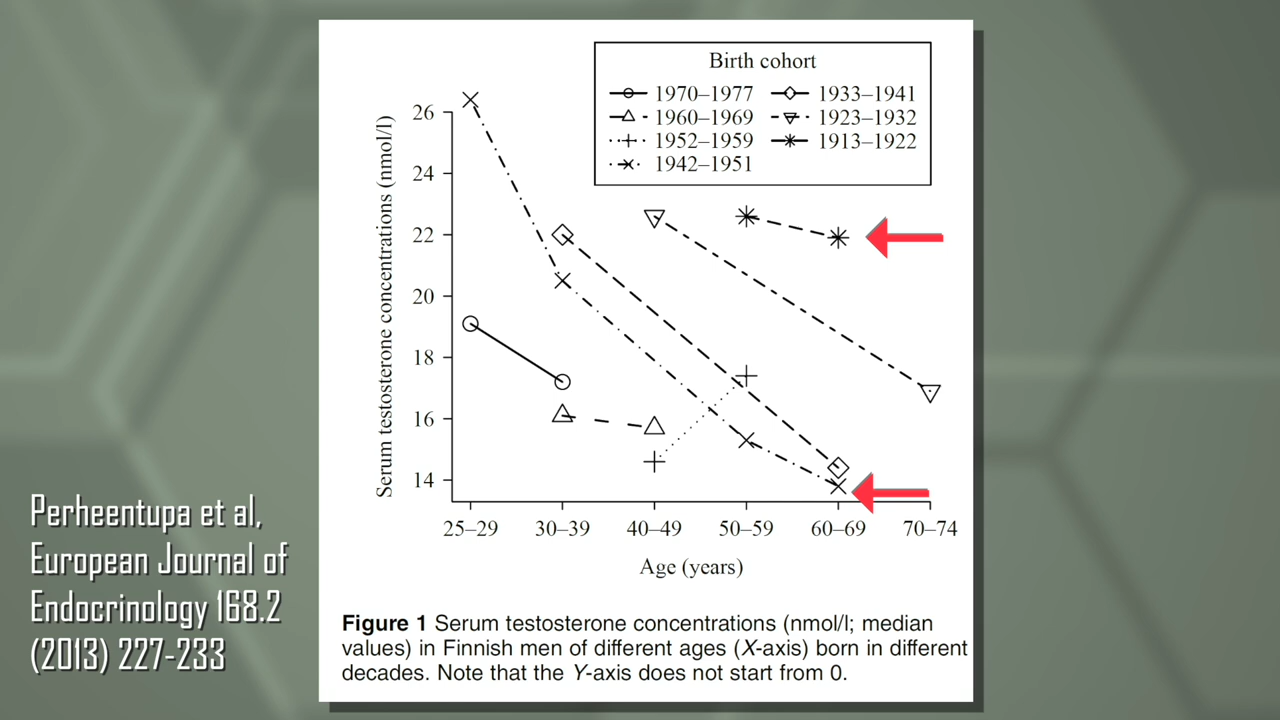 Birth cohort
1970–1977
1933–1941
1960–1969
1923–1932
1952–1959
1913–1922
1942–1951
Serum testosterone concentrations (nmol/l)
26
24
22
20
18
16
14
25–29
30–39
40–49
50–59
60–69
70–74
Age (years)
Figure 1 Serum testosterone concentrations (nmol/l; median
values) in Finnish men of different ages (X-axis) born in different
decades. Note that the Y-axis does not start from 0.
Perheentupa et al,
European Journal of
Endocrinology 168.2
(2013) 227-233